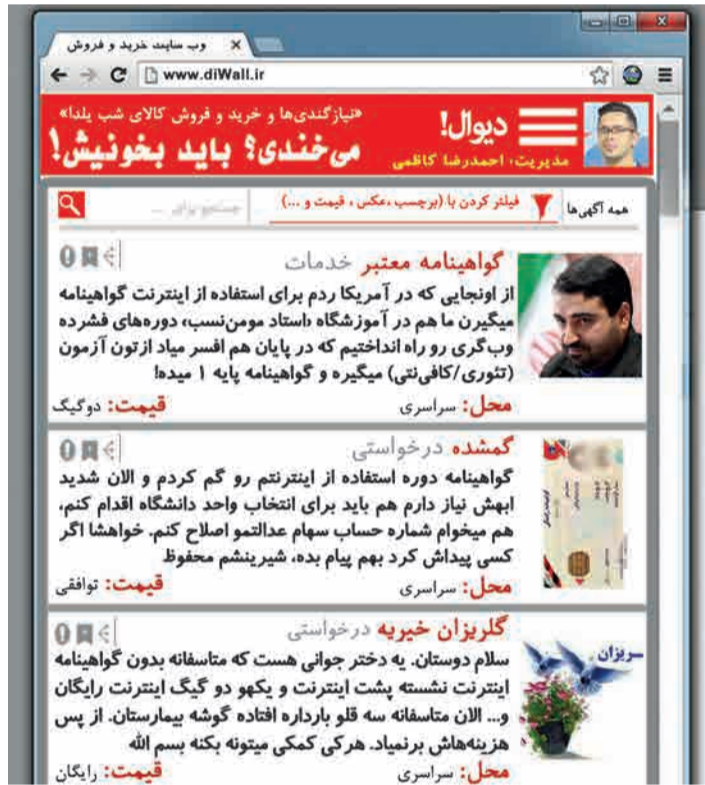 وب سایت خرید و فروش
www.diWall.ir
دیوال!
مدیریت: احمدرضا کاظمی
«نیازگندی‌ها و خرید و فروش کالای شب یلدا»
می‌خندی؟ باید بخونیش!
همه آگهی‌ها
فیلتر کردن با (برچسب ،عکس ، قیمت و ...)
جستجو برای ...
گواهینامه معتبر خدمات
از اونجایی که در آمریکا ردم برای استفاده از اینترنت گواهینامه
میگیرن ما هم در آموزشگاه «استاد مومن‌نسب» دوره‌های فشرده
وب‌گری رو راه انداختیم که در پایان هم افسر میاد ازتون آزمون
(تئوری/کافی‌نتی) میگیره و گواهینامه پایه ۱ میده!
محل: سراسری
قیمت: دوگیگ
گمشده درخواستی
گواهینامه دوره استفاده از اینترنتم رو گم کردم و الان شدید
ابهش نیاز دارم هم باید برای انتخاب واحد دانشگاه اقدام کنم،
هم میخوام شماره حساب سهام عدالتمو اصلاح کنم. خواهشا اگر
کسی پیداش کرد بهم پیام بده، شیرینشم محفوظ
محل: سراسری
قیمت: توافقی
گلریزان خیریه درخواستی
سریزان
سلام دوستان. یه دختر جوانی هست که متاسفانه بدون گواهینامه
اینترنت نشسته پشت اینترنت و یکهو دو گیگ اینترنت رایگان
و... الان متاسفانه سه قلو بارداره افتاده گوشه بیمارستان. از پس
هزینه‌هاش برنمیاد. هرکی کمکی میتونه بکنه بسم الله
محل: سراسری
قیمت: رایگان